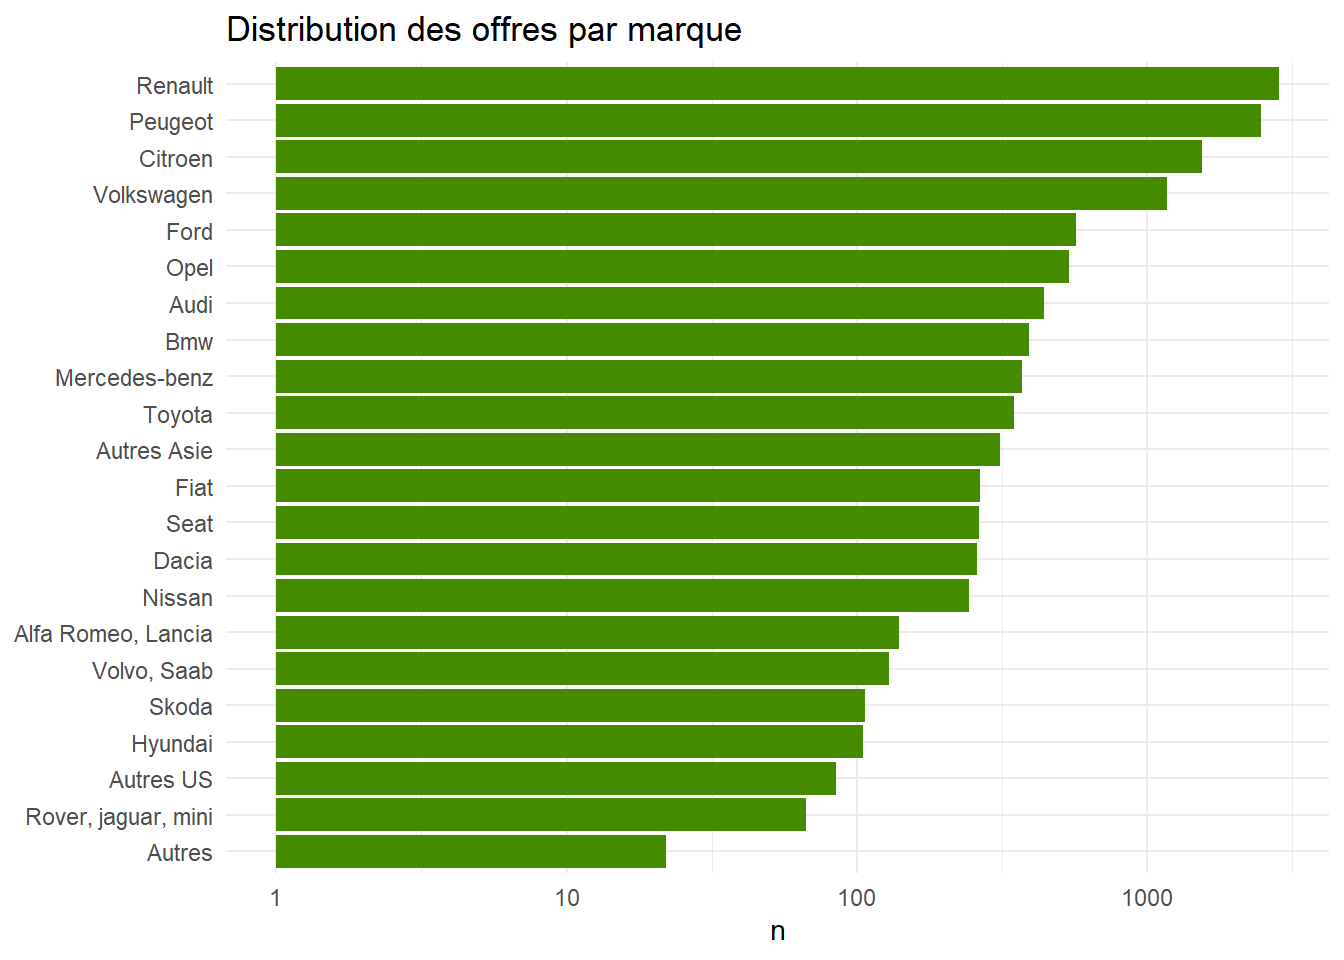 Distribution des offres par marque
Renault
Peugeot
Citroen
Volkswagen
Ford
Opel
Audi
Bmw
Mercedes-benz
Toyota
Autres Asie
Fiat
Seat
Dacia
Nissan
Alfa Romeo, Lancia
Volvo, Saab
Skoda
Hyundai
Autres US
Rover, jaguar, mini
Autres
1 10 100 1000
n